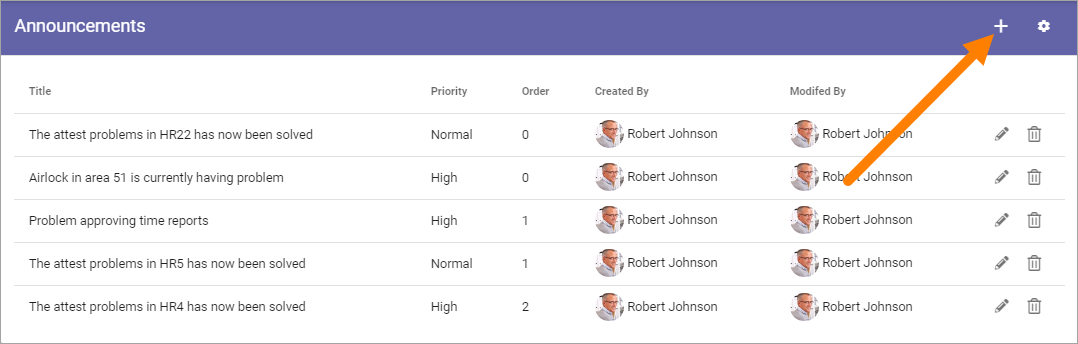 Announcements
Title Priority Order Created By Modifed By
The attest problems in HR22 has now been solved Normal 0 Robert Johnson Robert Johnson
Airlock in area 51 is currently having problem High 0 Robert Johnson Robert Johnson
Problem approving time reports High 1 Robert Johnson Robert Johnson
The attest problems in HR5 has now been solved Normal 1 Robert Johnson Robert Johnson
The attest problems in HR4 has now been solved High 2 Robert Johnson Robert Johnson